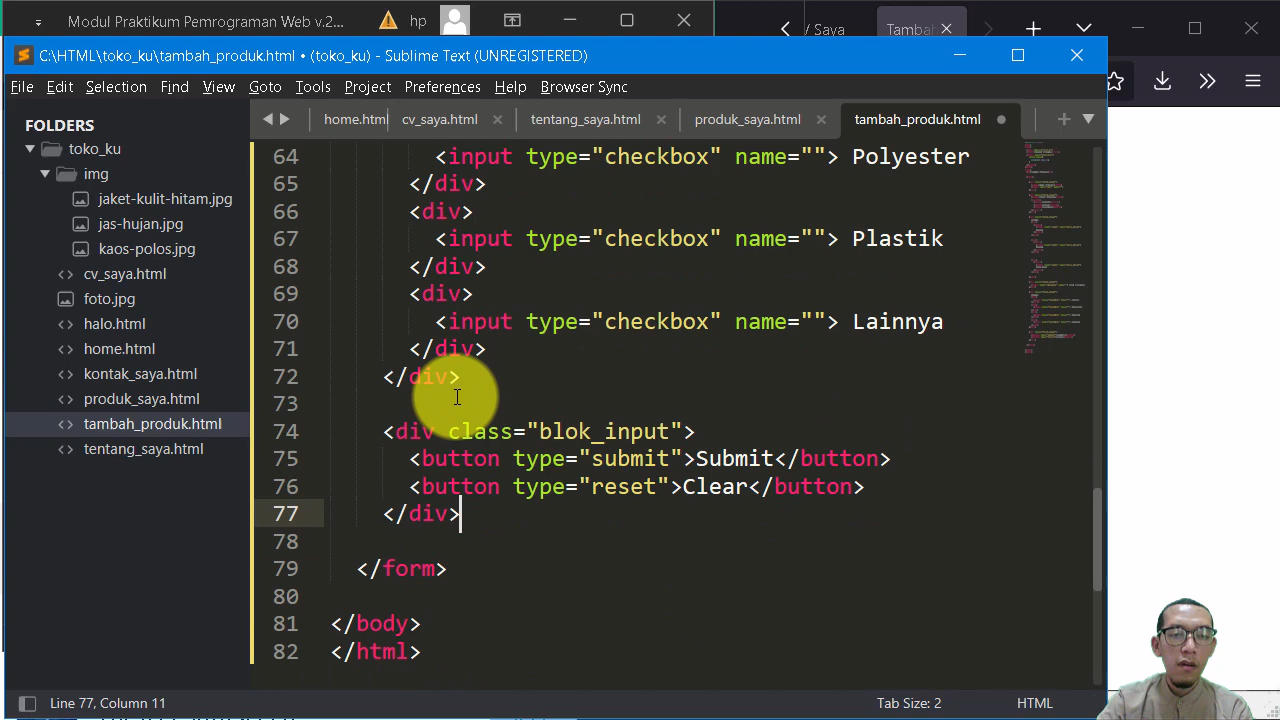 Modul Praktikum Pemrograman Web v.2...
hp
/ Saya
Tambah
C:\HTML\toko_ku\tambah_produk.html • (toko_ku) - Sublime Text (UNREGISTERED)
File Edit Selection Find View Goto Tools Project Preferences Help Browser Sync
FOLDERS
toko_ku
img
jaket-kulit-hitam.jpg
jas-hujan.jpg
kaos-polos.jpg
cv_saya.html
foto.jpg
halo.html
home.html
kontak_saya.html
produk_saya.html
tambah_produk.html
tentang_saya.html
home.html cv_saya.html tentang_saya.html produk_saya.html tambah_produk.html
64 <input type="checkbox" name=""> Polyester
65 </div>
66 <div>
67 <input type="checkbox" name=""> Plastik
68 </div>
69 <div>
70 <input type="checkbox" name=""> Lainnya
71 </div>
72 </div>
73
74 <div class="blok_input">
75 <button type="submit">Submit</button>
76 <button type="reset">Clear</button>
77 </div>
78
79 </form>
80
81 </body>
82 </html>
Line 77, Column 11
Tab Size: 2
HTML